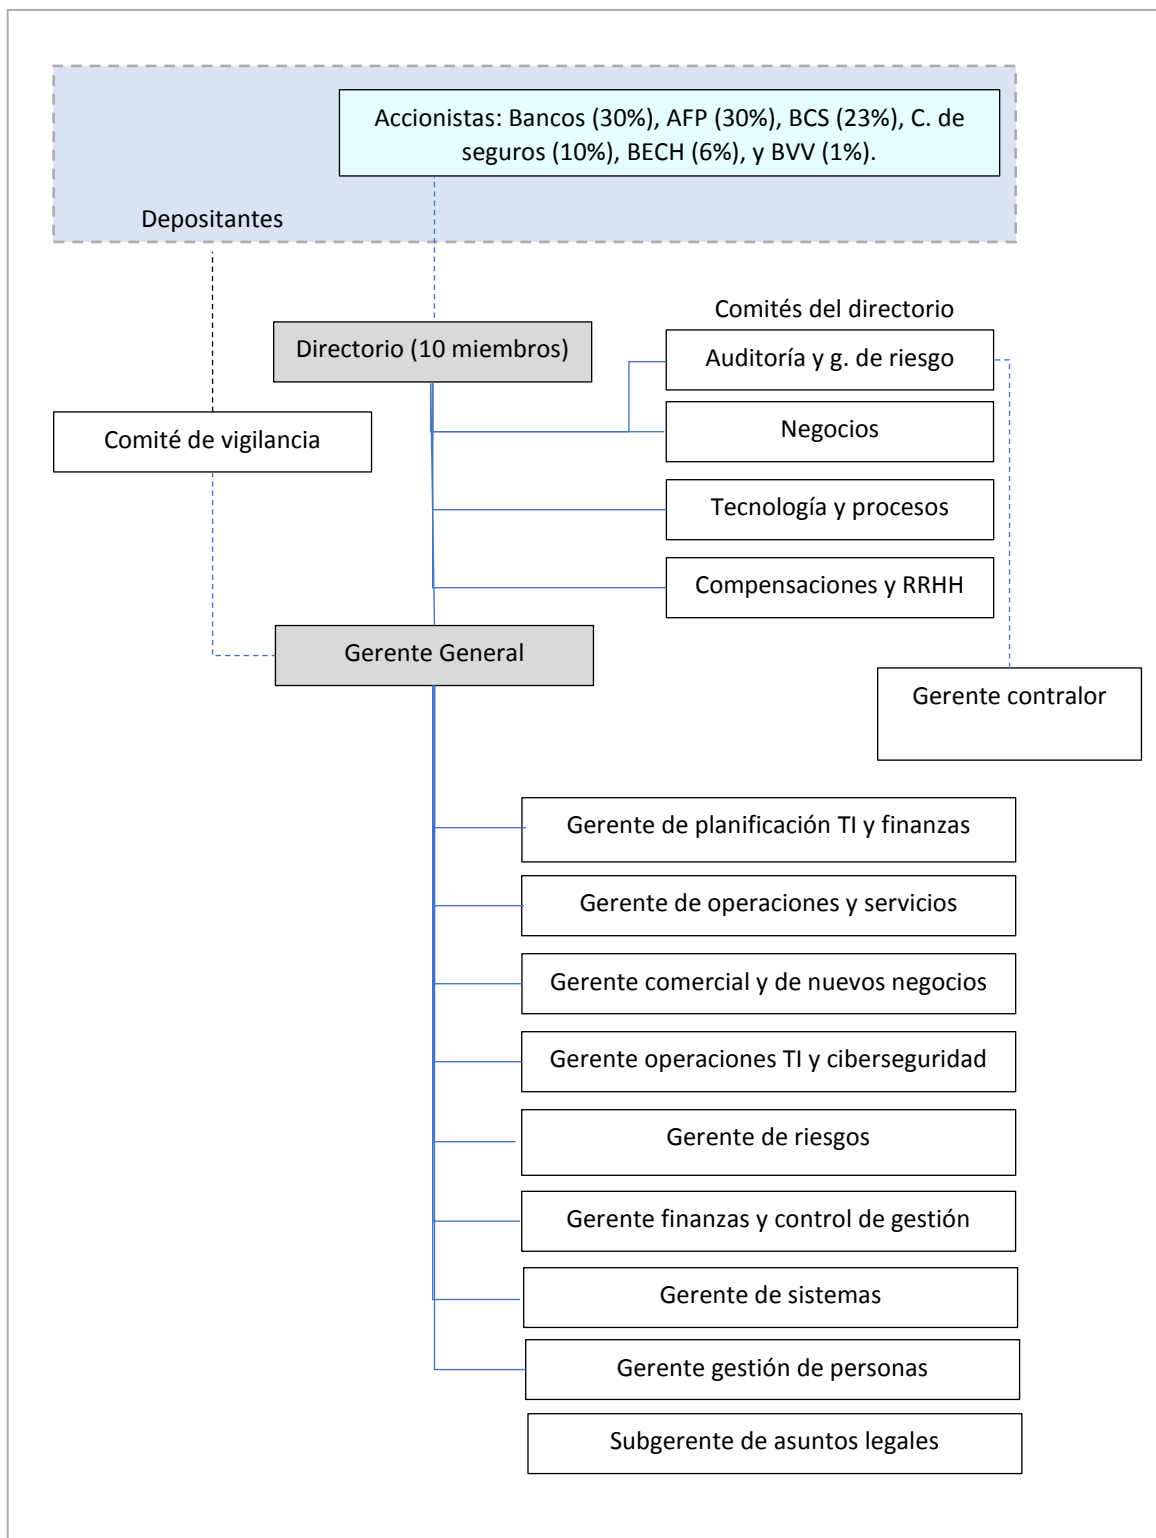 Accionistas: Bancos (30%), AFP (30%), BCS (23%), C. de
seguros (10%), BECH (6%), y BVV (1%).
Depositantes
Comités del directorio
Directorio (10 miembros)
Auditoría y g. de riesgo
Negocios
Comité de vigilancia
Tecnología y procesos
Compensaciones y RRHH
Gerente General
Gerente contralor
Gerente de planificación TI y finanzas
Gerente de operaciones y servicios
Gerente comercial y de nuevos negocios
Gerente operaciones TI y ciberseguridad
Gerente de riesgos
Gerente finanzas y control de gestión
Gerente de sistemas
Gerente gestión de personas
Subgerente de asuntos legales